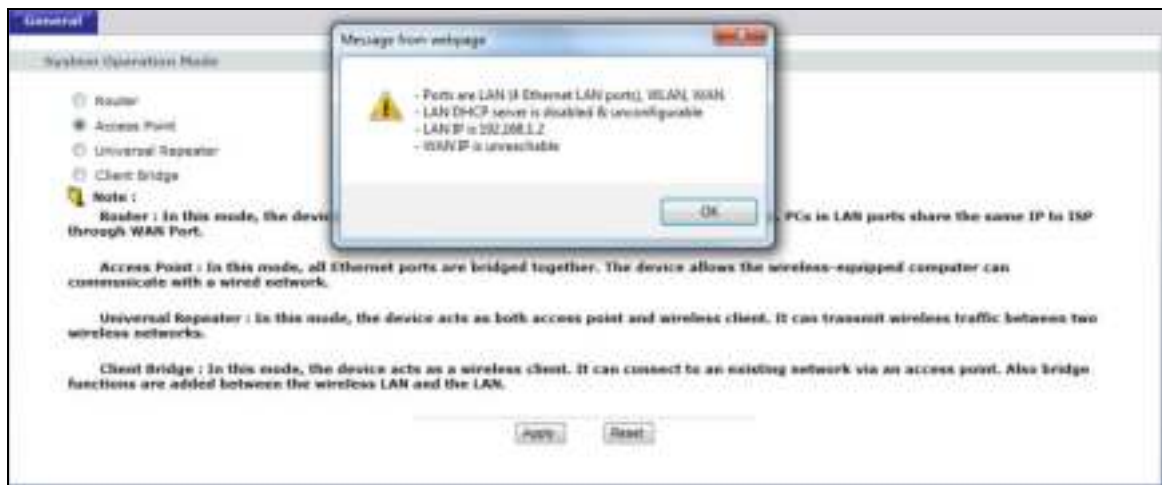 General
System Operation Mode
Message from webpage
- Ports are LAN (4 Ethernet LAN ports), WLAN, WAN
- LAN DHCP server is disabled & unconfigurable
- LAN IP is 192.168.1.2
- WAN IP is unreachable
OK
Router
Access Point
Universal Repeater
Client Bridge
Note :
Router : In this mode, the PCs in LAN ports share the same IP to ISP
through WAN Port.
Access Point : In this mode, all Ethernet ports are bridged together. The device allows the wireless-equipped computer can
communicate with a wired network.
Universal Repeater : In this mode, the device acts as both access point and wireless client. It can transmit wireless traffic between two
wireless networks.
Client Bridge : In this mode, the device acts as a wireless client. It can connect to an existing network via an access point. Also bridge
functions are added between the wireless LAN and the LAN.
Apply
Reset